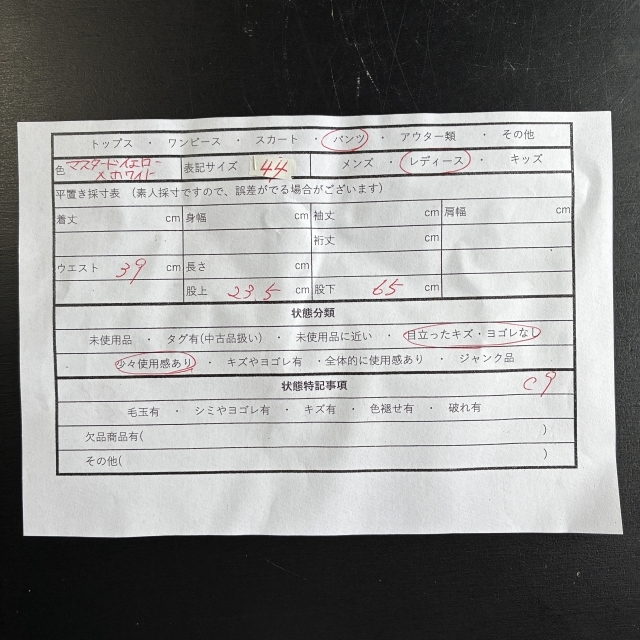 トップス ・ ワンピース ・ スカート ・ パンツ ・ アウター類 ・ その他
色 マスタードイエロー×ホワイト 表記サイズ 44 メンズ ・ レディース ・ キッズ
平置き採寸表 (素人採寸ですので、誤差がでる場合がございます)
着丈 cm 身幅 cm 袖丈 cm 肩幅 cm
裄丈 cm
ウエスト 39 cm 長さ cm
股上 23.5 cm 股下 65 cm
状態分類
未使用品 ・ タグ有(中古品扱い) ・ 未使用品に近い ・ 目立ったキズ・ヨゴレなし
少々使用感あり ・ キズやヨゴレ有 ・全体的に使用感あり ・ ジャンク品
状態特記事項 C9
毛玉有 ・ シミやヨゴレ有 ・ キズ有 ・ 色褪せ有 ・ 破れ有
欠品商品有( )
その他( )